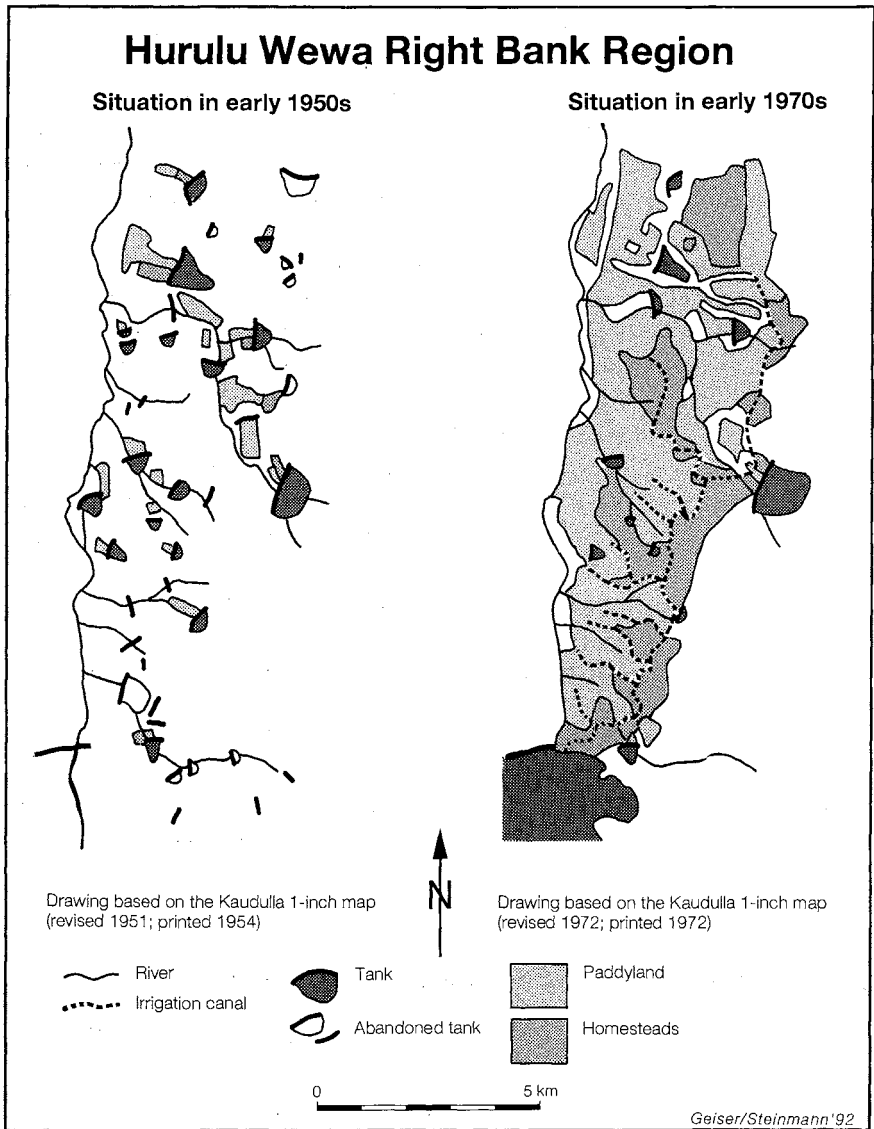 Hurulu Wewa Right Bank Region
Situation in early 1950s
Situation in early 1970s
N
Drawing based on the Kaudulla 1-inch map
(revised 1951; printed 1954)
Drawing based on the Kaudulla 1-inch map
(revised 1972; printed 1972)
River
Irrigation canal
Tank
Abandoned tank
Paddyland
Homesteads
0
5 km
Geiser/Steinmann'92